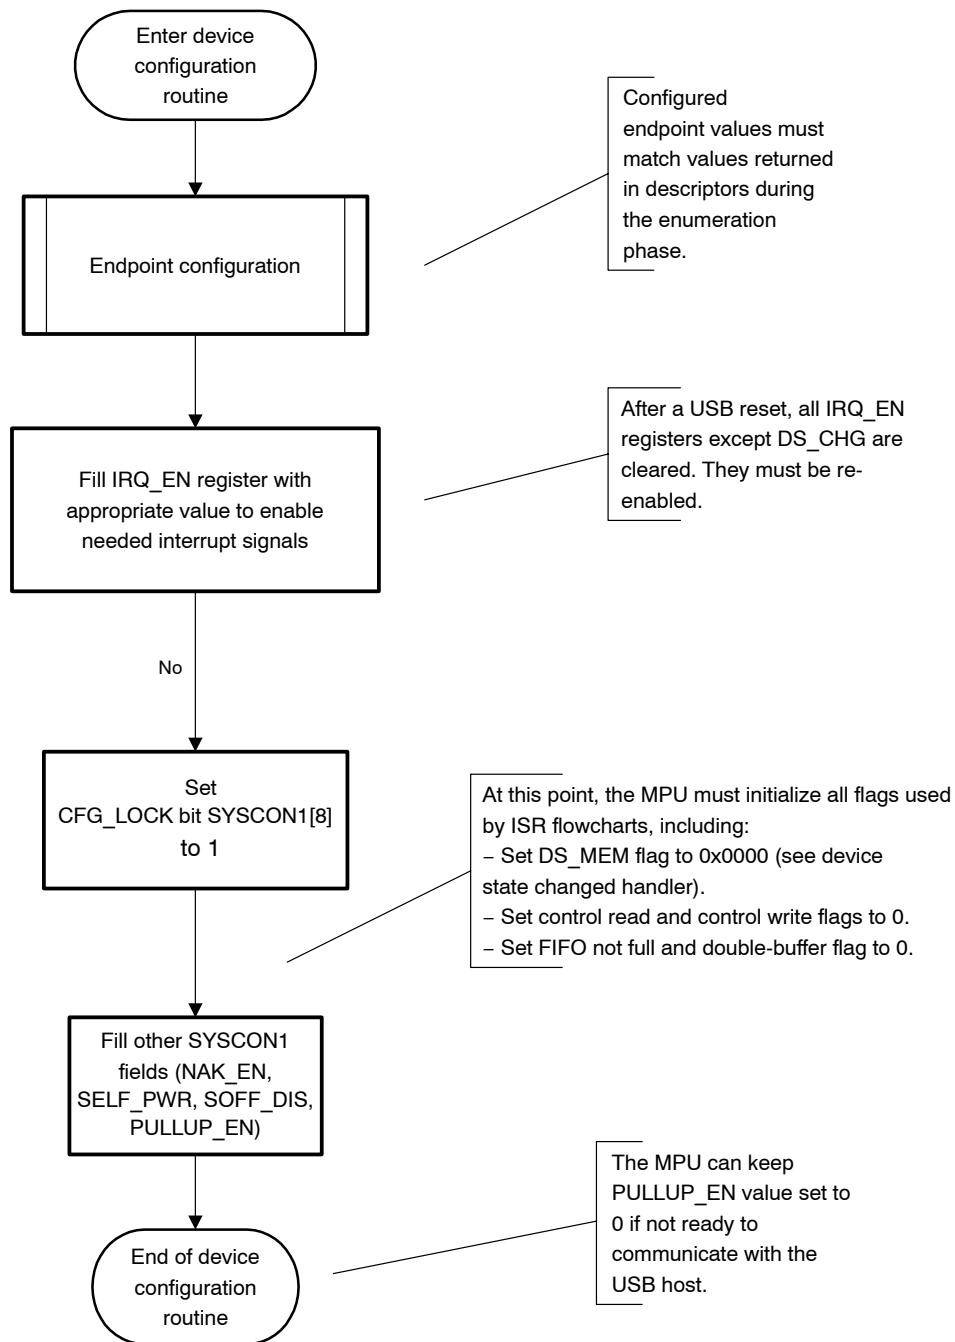 Enter device
configuration
routine
Configured
endpoint values must
match values returned
in descriptors during
the enumeration
phase.
Endpoint configuration
After a USB reset, all IRQ_EN
registers except DS_CHG are
cleared. They must be re-
enabled.
Fill IRQ_EN register with
appropriate value to enable
needed interrupt signals
No
Set
CFG_LOCK bit SYSCON1[8]
to 1
At this point, the MPU must initialize all flags used
by ISR flowcharts, including:
– Set DS_MEM flag to 0x0000 (see device
state changed handler).
– Set control read and control write flags to 0.
– Set FIFO not full and double-buffer flag to 0.
Fill other SYSCON1
fields (NAK_EN,
SELF_PWR, SOFF_DIS,
PULLUP_EN)
The MPU can keep
PULLUP_EN value set to
0 if not ready to
communicate with the
USB host.
End of device
configuration
routine